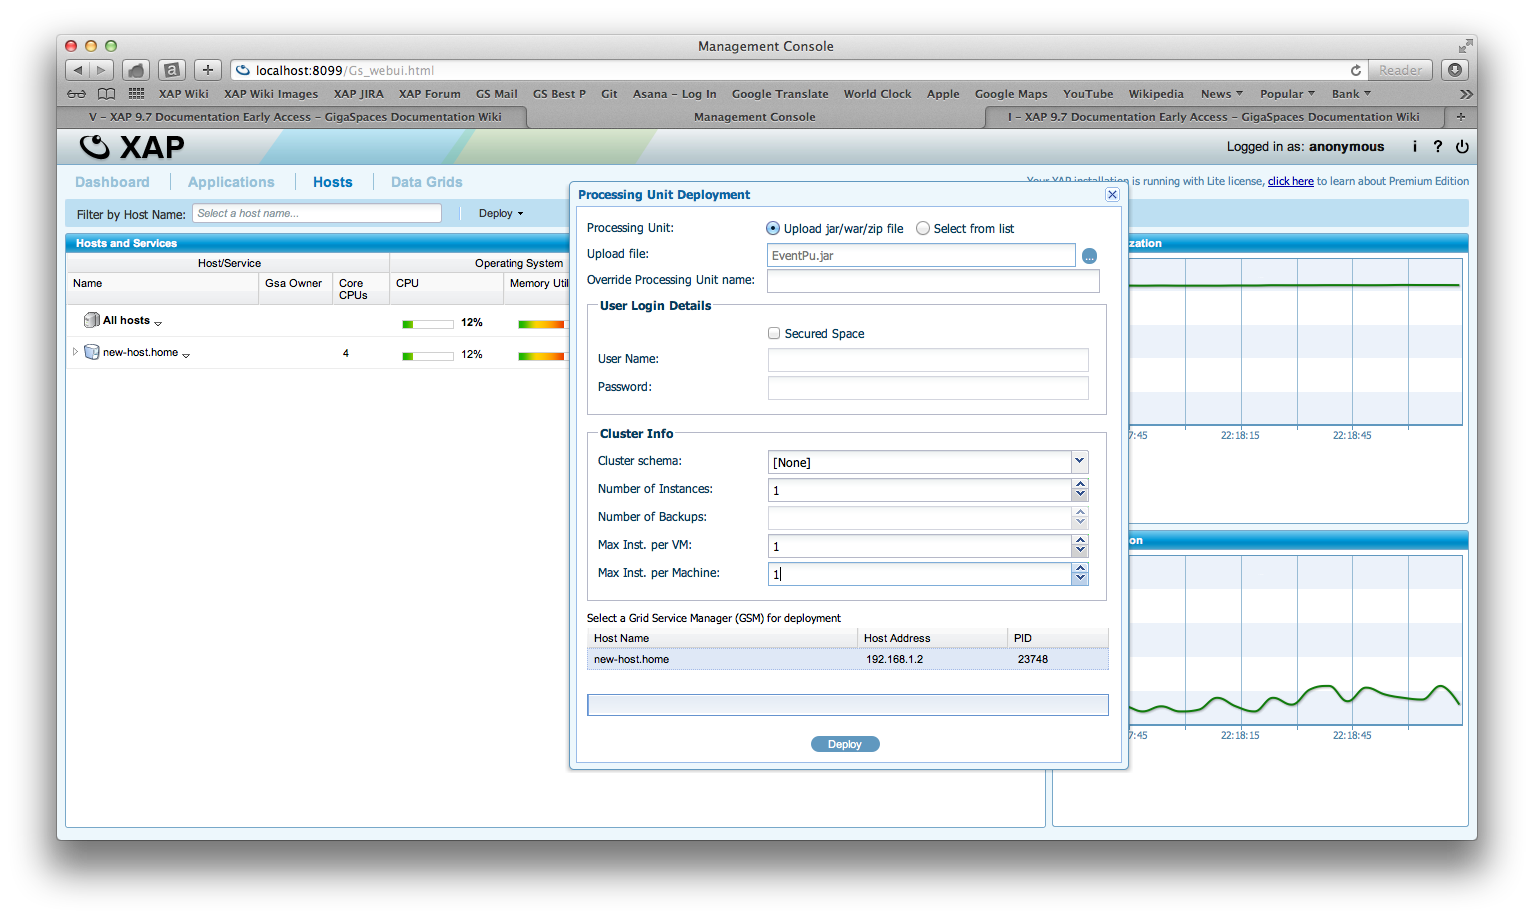 Management Console
localhost:8099/Gs_webui.html
Reader
XAP Wiki XAP Wiki Images XAP JIRA XAP Forum GS Mail GS Best P Git Asana – Log In Google Translate World Clock Apple Google Maps YouTube Wikipedia News Popular Bank
V – XAP 9.7 Documentation Early Access – GigaSpaces Documentation Wiki
Management Console
I – XAP 9.7 Documentation Early Access – GigaSpaces Documentation Wiki
XAP
Logged in as: anonymous i ?
Dashboard Applications Hosts Data Grids
Your XAP installation is running with Lite license, click here to learn about Premium Edition
Filter by Host Name: Select a host name... Deploy
Hosts and Services
Host/Service Operating System
Name Gsa Owner Core CPUs CPU Memory Util
All hosts 12%
new-host.home 4 12%
Processing Unit Deployment
Processing Unit: Upload jar/war/zip file Select from list
Upload file: EventPu.jar ...
Override Processing Unit name:
User Login Details
Secured Space
User Name:
Password:
Cluster Info
Cluster schema: [None]
Number of Instances: 1
Number of Backups:
Max Inst. per VM: 1
Max Inst. per Machine: 1
Select a Grid Service Manager (GSM) for deployment
Host Name Host Address PID
new-host.home 192.168.1.2 23748
Deploy
zation
7:45 22:18:15 22:18:45
on
7:45 22:18:15 22:18:45